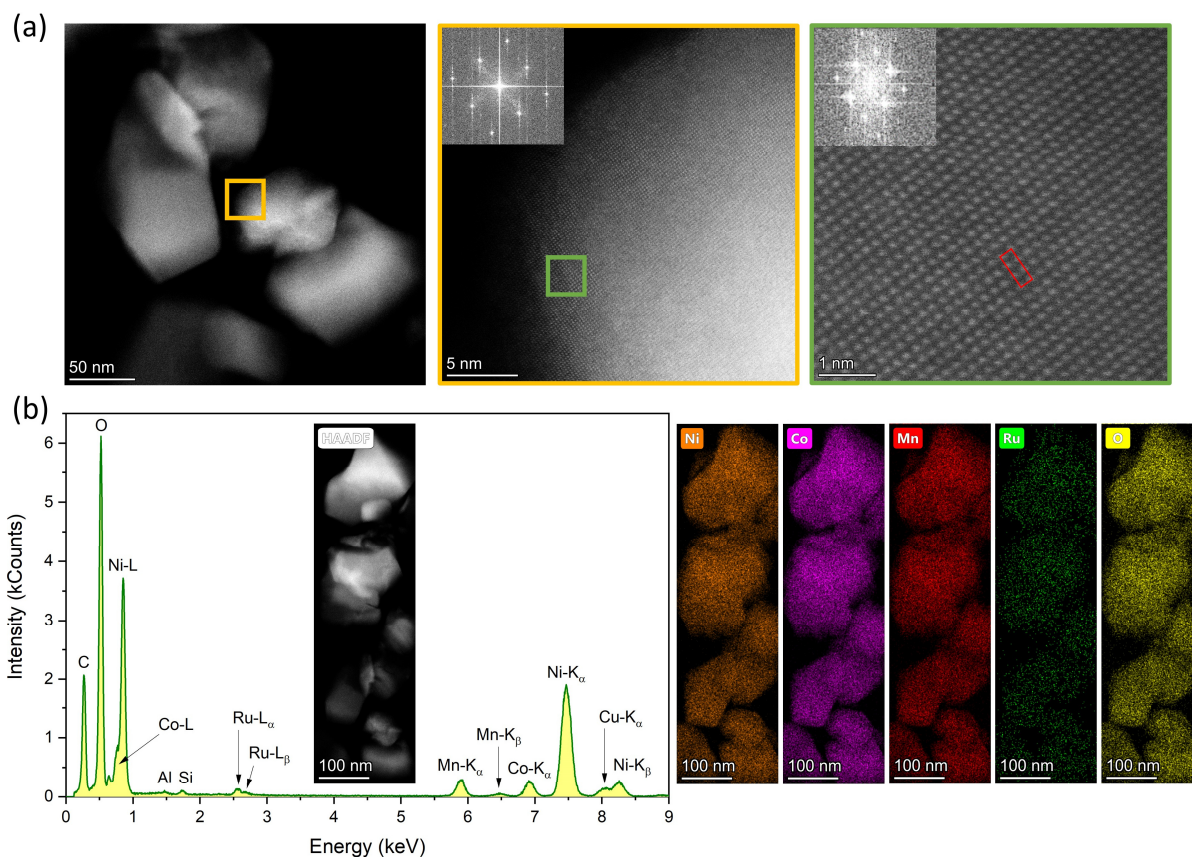 (a)
50 nm
5 nm
1 nm
(b)
Intensity (kCounts)
6
5
4
3
2
1
0
O
Ni-L
C
Co-L
Al Si
Ru-Lα
Ru-Lβ
HAADF
100 nm
Mn-Kα
Mn-Kβ
Co-Kα
Ni-Kα
Cu-Kα
Ni-Kβ
0 1 2 3 4 5 6 7 8 9
Energy (keV)
Ni
100 nm
Co
100 nm
Mn
100 nm
Ru
100 nm
O
100 nm